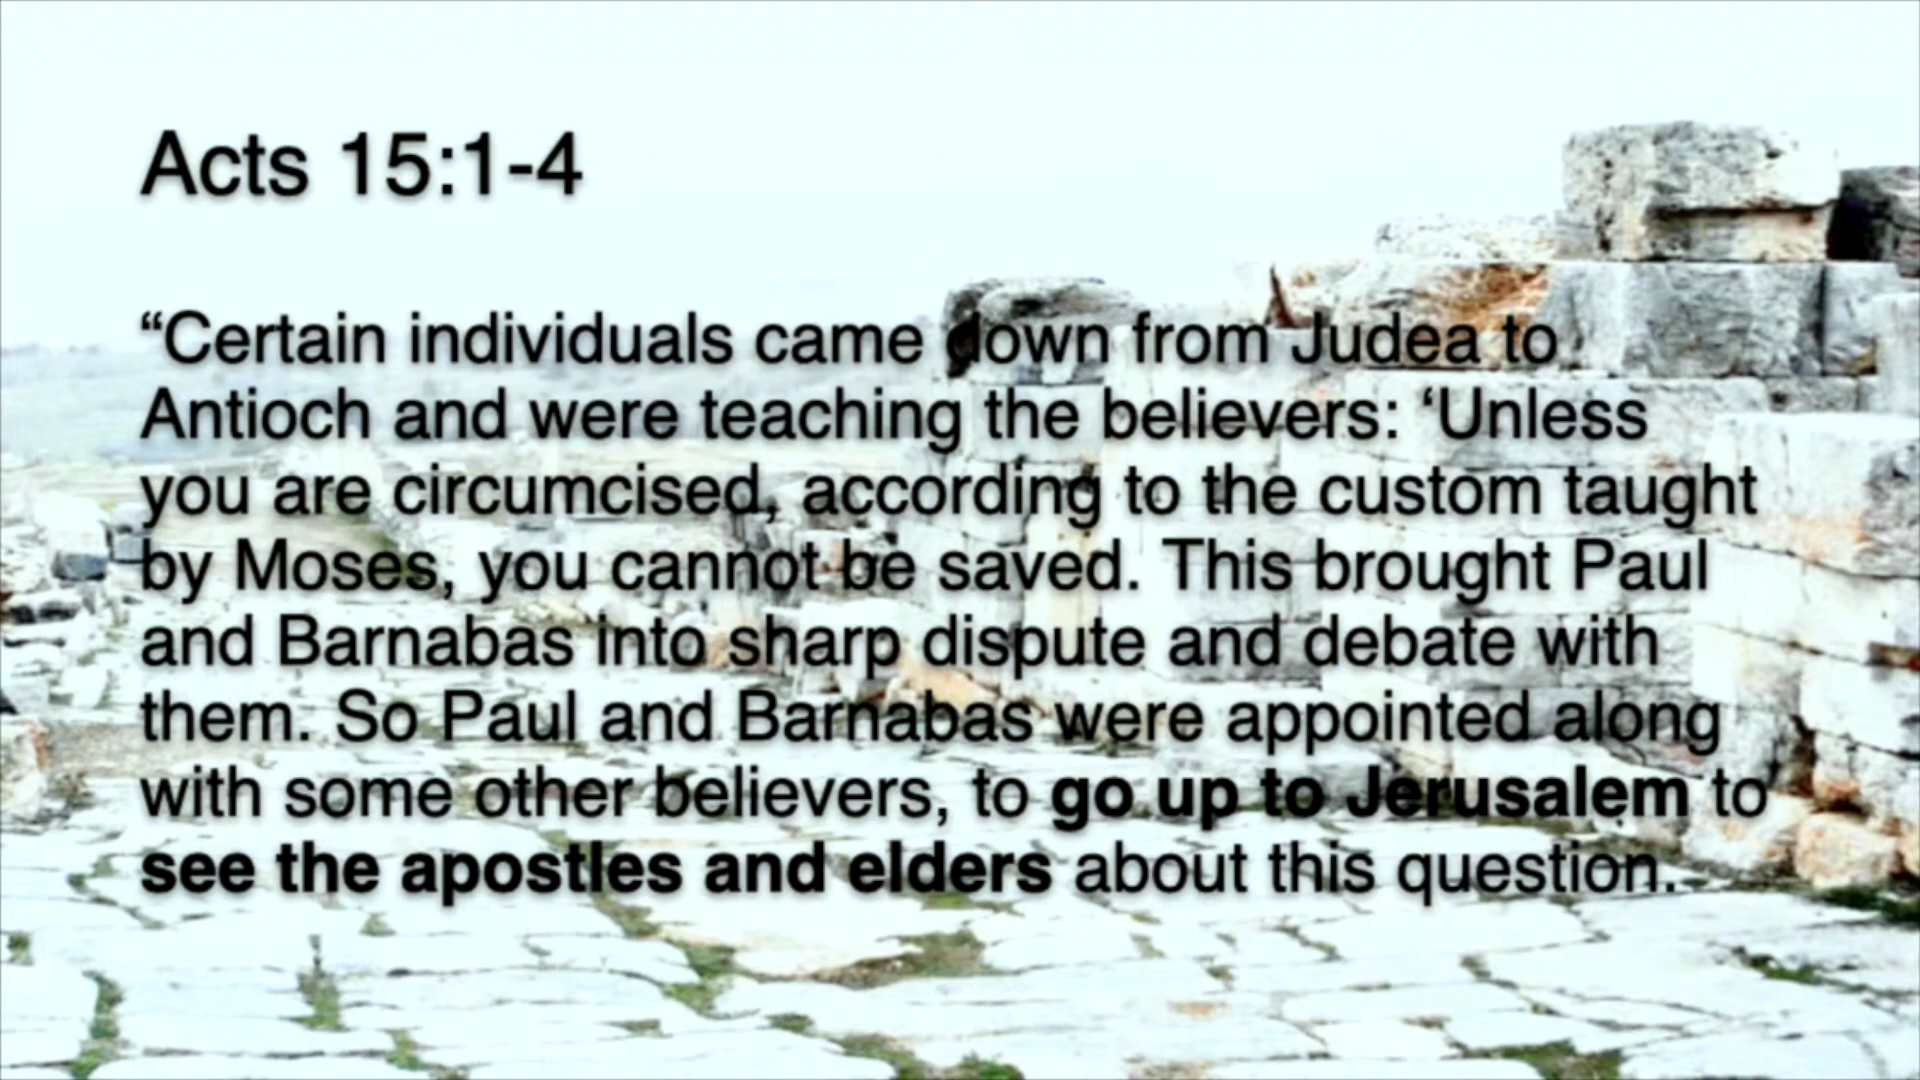 Acts 15:1-4
“Certain individuals came down from Judea to
Antioch and were teaching the believers: ‘Unless
you are circumcised, according to the custom taught
by Moses, you cannot be saved. This brought Paul
and Barnabas into sharp dispute and debate with
them. So Paul and Barnabas were appointed along
with some other believers, to go up to Jerusalem to
see the apostles and elders about this question.